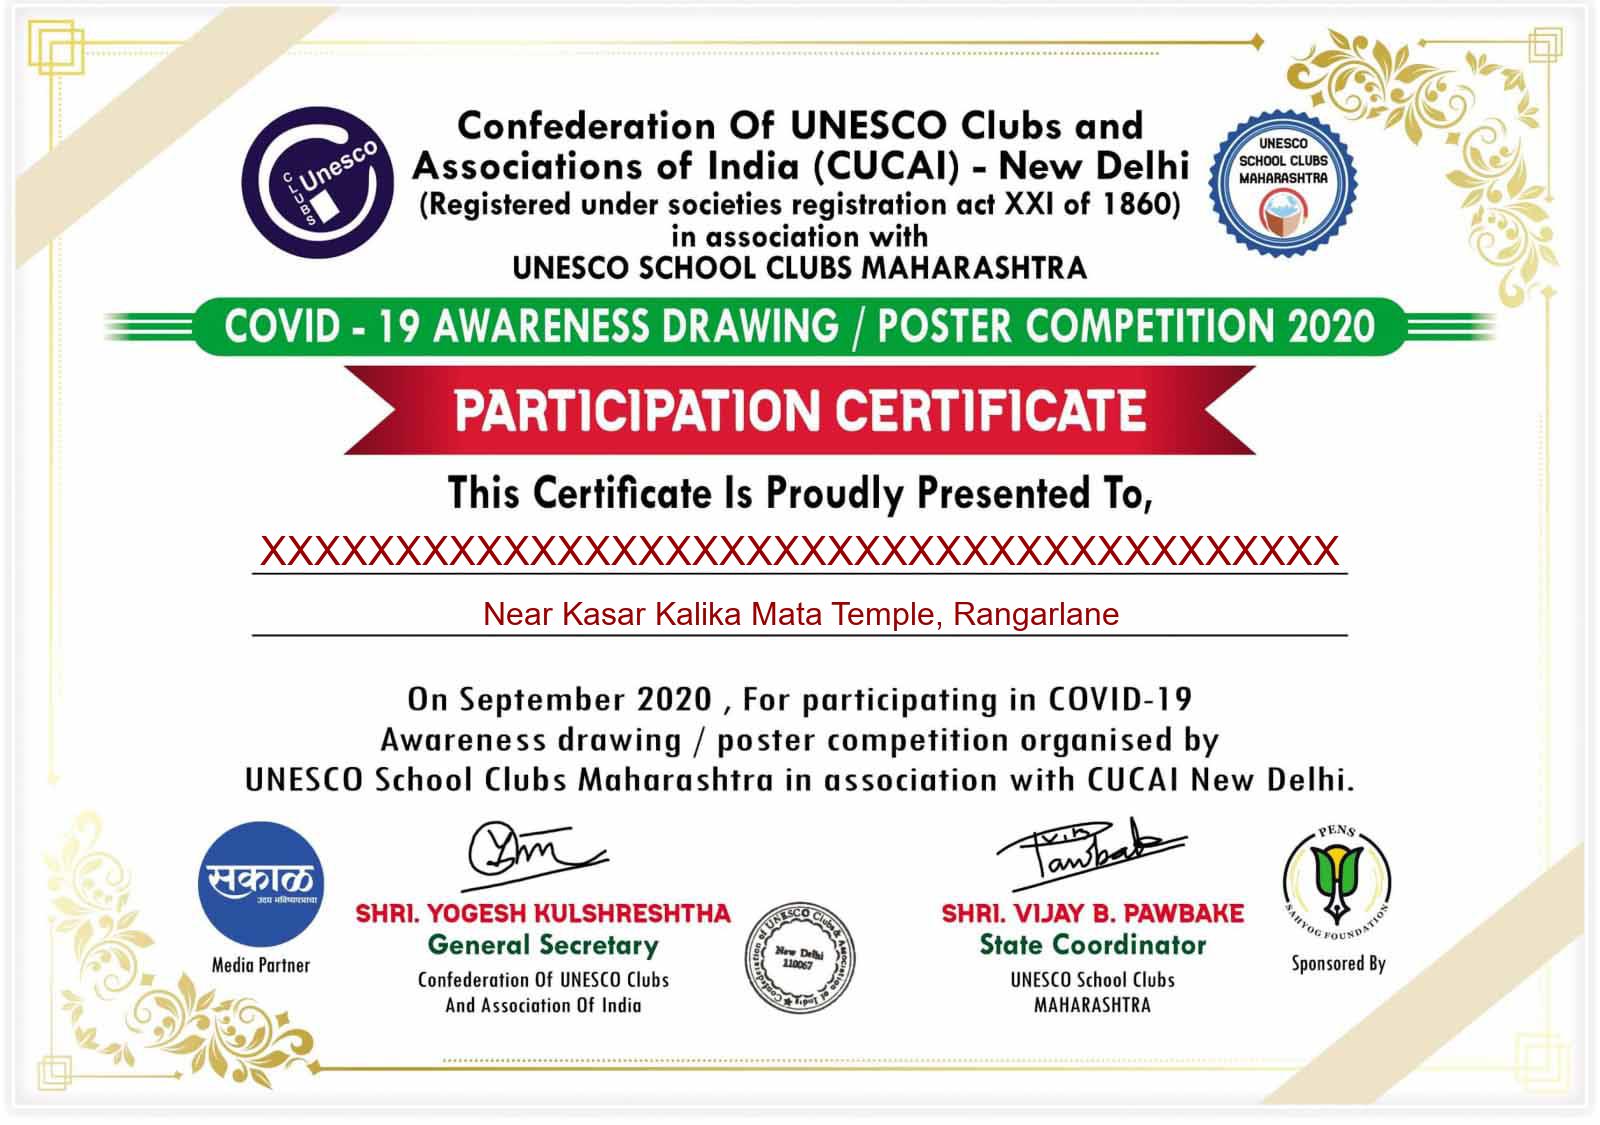 Unesco
CLUBS
Confederation Of UNESCO Clubs and
Associations of India (CUCAI) - New Delhi
(Registered under societies registration act XXI of 1860)
in association with
UNESCO SCHOOL CLUBS MAHARASHTRA
UNESCO
SCHOOL CLUBS
MAHARASHTRA
COVID - 19 AWARENESS DRAWING / POSTER COMPETITION 2020
PARTICIPATION CERTIFICATE
This Certificate Is Proudly Presented To,
XXXXXXXXXXXXXXXXXXXXXXXXXXXXXXXXXXXXXXXX
Near Kasar Kalika Mata Temple, Rangarlane
On September 2020 , For participating in COVID-19
Awareness drawing / poster competition organised by
UNESCO School Clubs Maharashtra in association with CUCAI New Delhi.
सकाळ
उदय भविष्यपत्राचा
Media Partner
SHRI. YOGESH KULSHRESHTHA
General Secretary
Confederation Of UNESCO Clubs
And Association Of India
Confederation of UNESCO Clubs & Association of India
New Delhi
110067
V.B.
Pawbake
SHRI. VIJAY B. PAWBAKE
State Coordinator
UNESCO School Clubs
MAHARASHTRA
PENS
SAHYOG FOUNDATION
Sponsored By